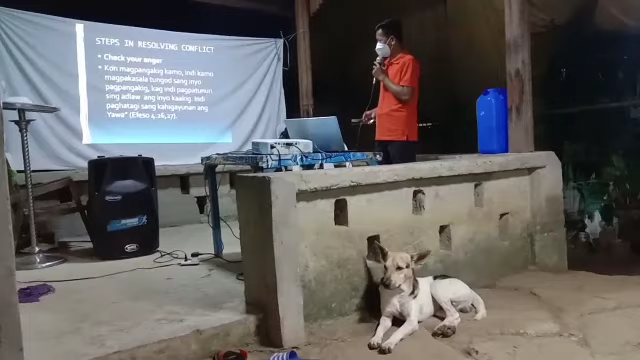 STEPS IN RESOLVING CONFLICT
• Check your anger
• Kon magpangakig kamo, indi kamo
magpakasala tungod sang inyo
pagpangakig, kag indi pagpatunun
sing adlaw ang inyo kaakig. Indi
paghatagi sang kahigayunan ang
Yawa" (Efeso 4:26,27).